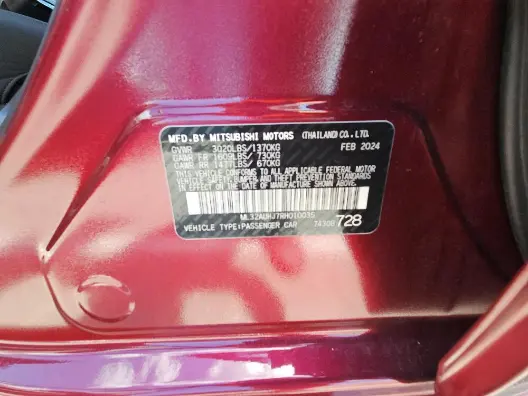 MFD.BY MITSUBISHI MOTORS (THAILAND)CO.,LTD.
GVWR 3020LBS/1370KG FEB 2024
GAWR FR 1609LBS/ 730KG
GAWR RR 1477LBS/ 670KG
THIS VEHICLE CONFORMS TO ALL APPLICABLE FEDERAL MOTOR
VEHICLE SAFETY, BUMPER AND THEFT PREVENTION STANDARDS
IN EFFECT ON THE DATE OF MANUFACTURE SHOWN ABOVE.
VEHICLE TYPE:PASSENGER CAR 728